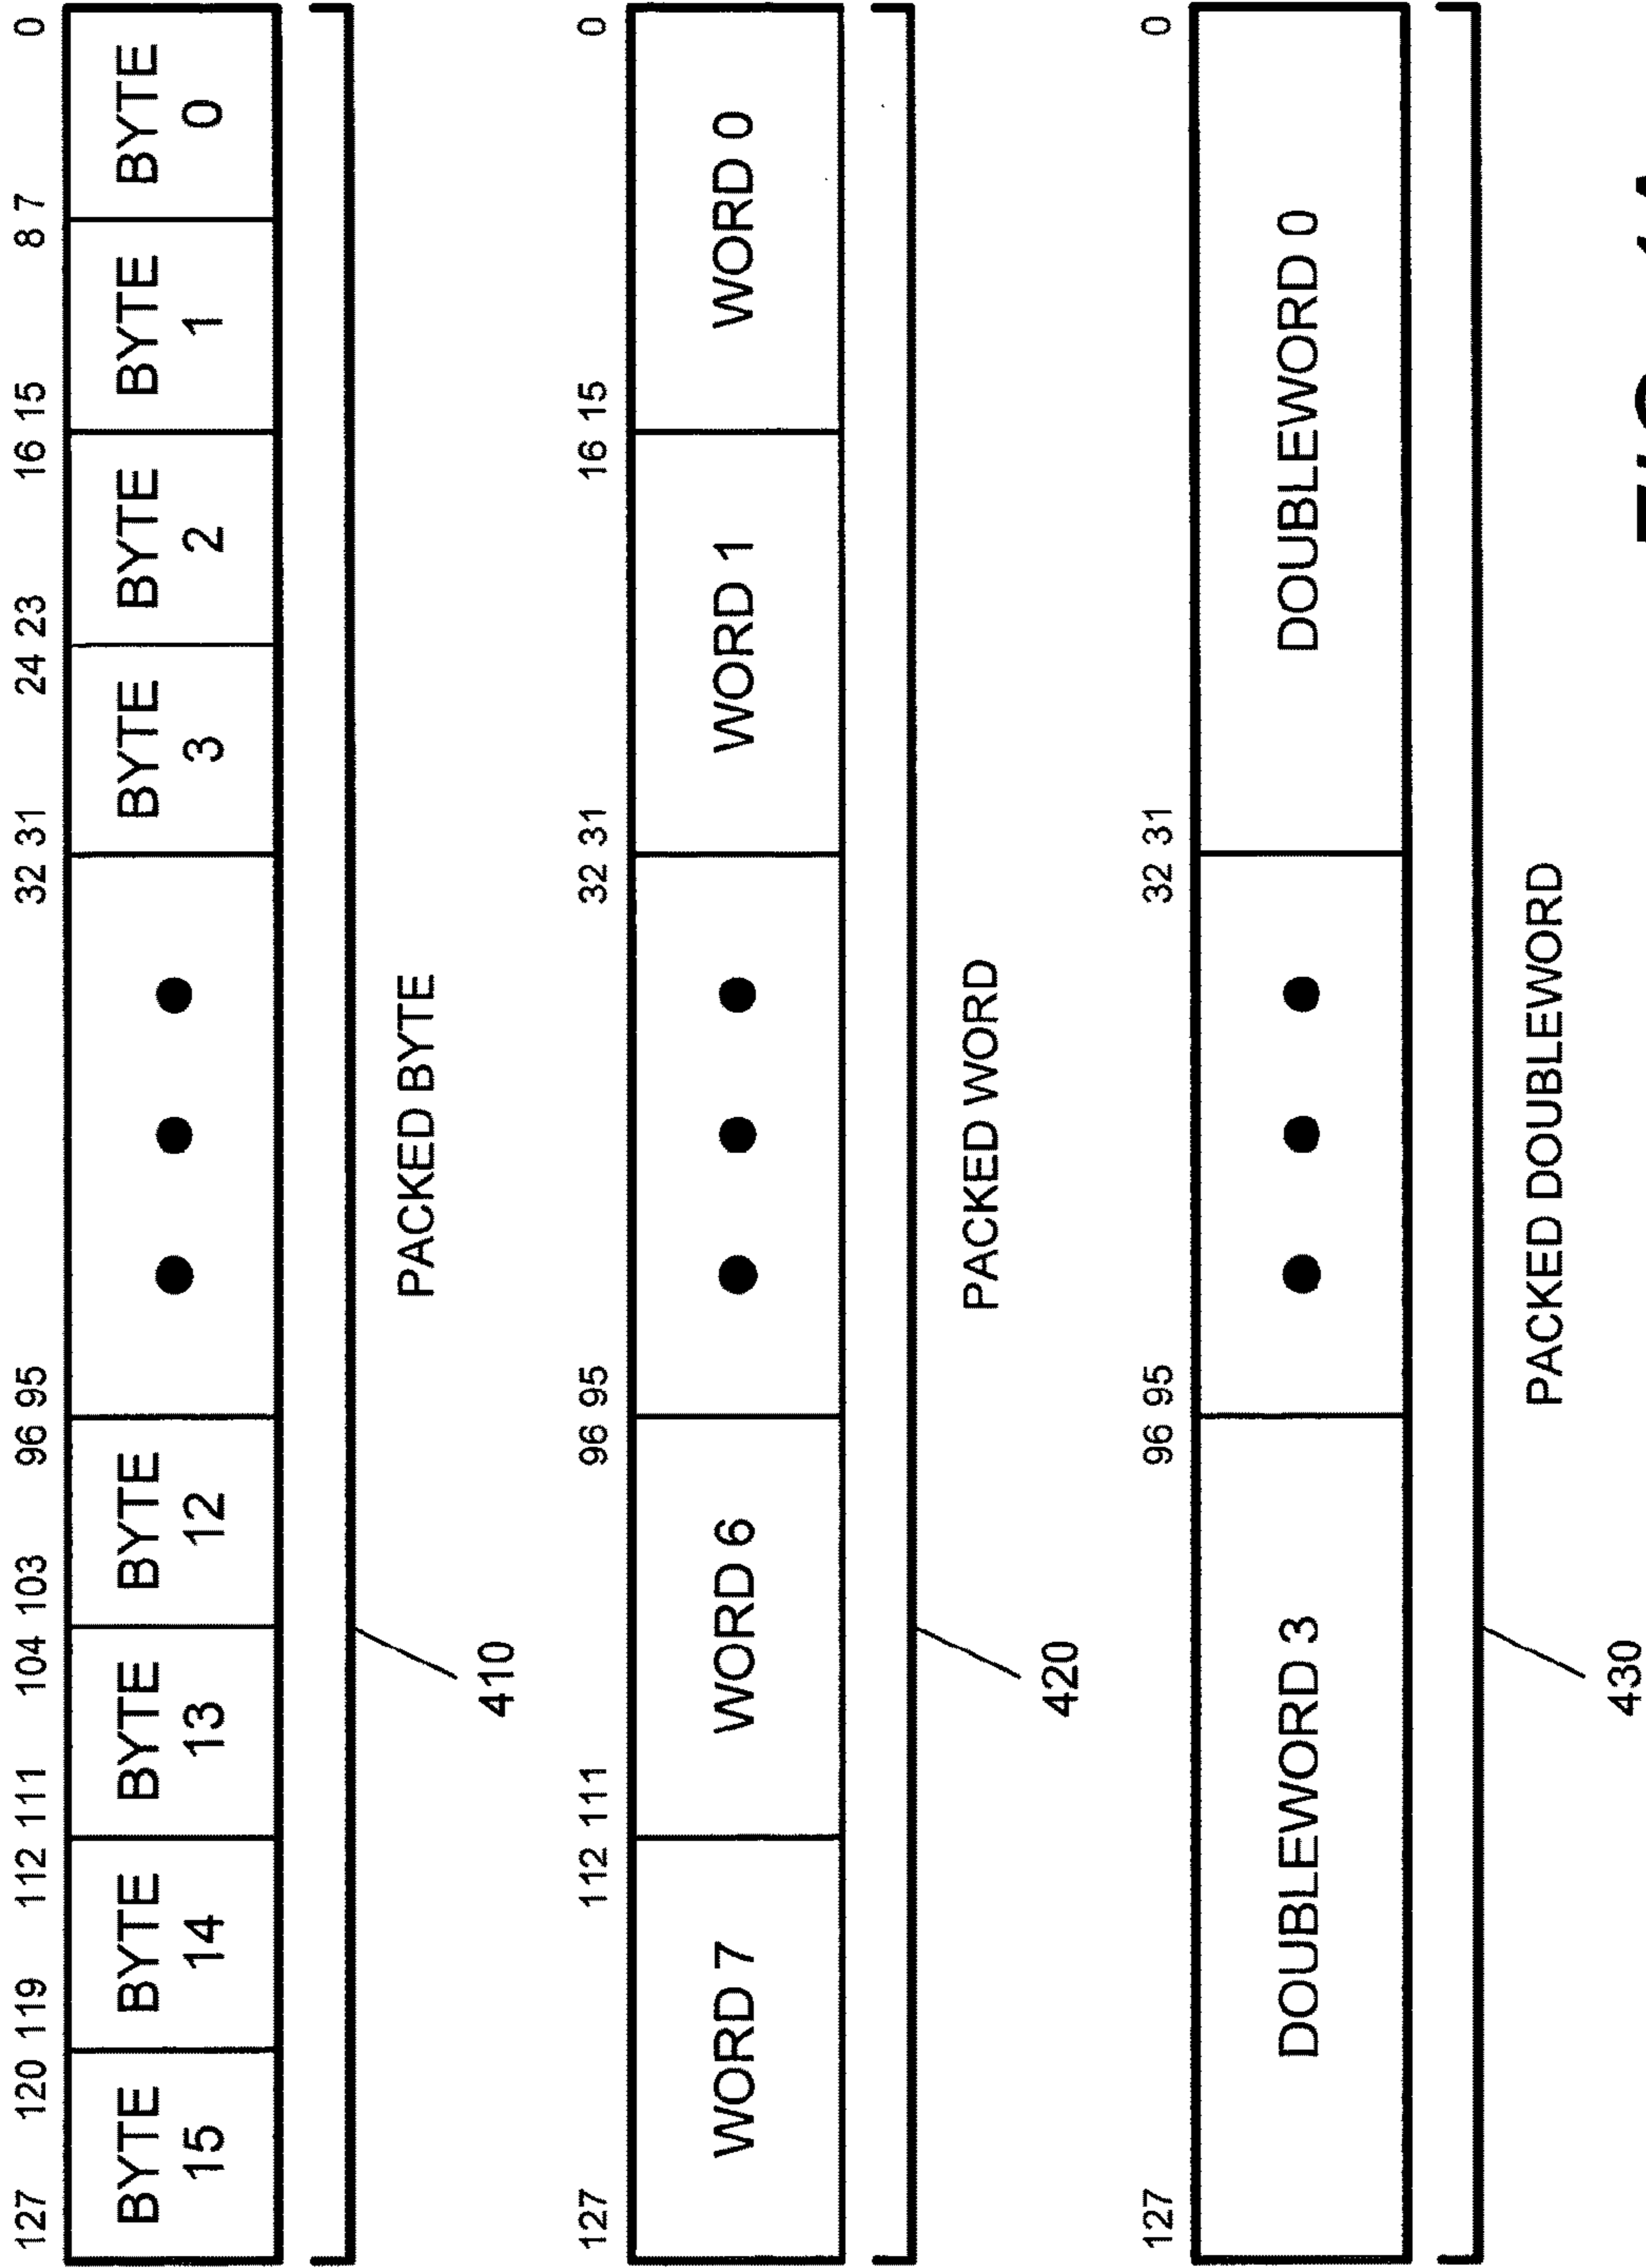 127 120 119 112 111 104 103 96 95 32 31 24 23 16 15 8 7 0
BYTE BYTE BYTE BYTE BYTE BYTE BYTE BYTE
15 14 13 12 3 2 1 0
PACKED BYTE
410
127 112 111 96 95 32 31 16 15 0
WORD 7 WORD 6 WORD 1 WORD 0
PACKED WORD
420
127 96 95 32 31 0
DOUBLEWORD 3 DOUBLEWORD 0
PACKED DOUBLEWORD
430